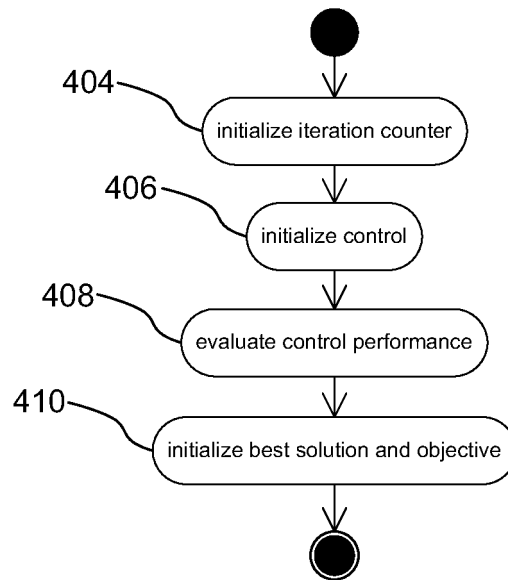 404
initialize iteration counter
406
initialize control
408
evaluate control performance
410
initialize best solution and objective